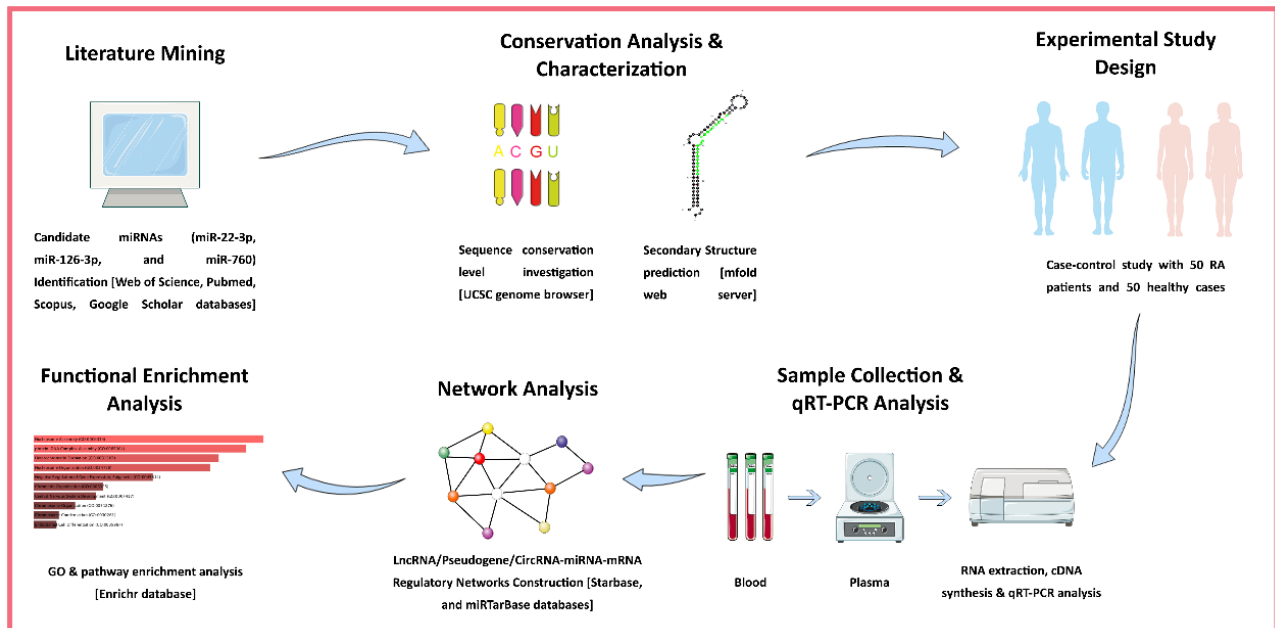 Literature Mining
Candidate miRNAs (miR-22-3p,
miR-126-3p, and miR-760)
Identification [Web of Science, Pubmed,
Scopus, Google Scholar databases]
Conservation Analysis &
Characterization
A C G U
Sequence conservation
level investigation
[UCSC genome browser]
Secondary Structure
prediction [mfold
web server]
Experimental Study
Design
Case-control study with 50 RA
patients and 50 healthy cases
Sample Collection &
qRT-PCR Analysis
Blood
Plasma
RNA extraction, cDNA
synthesis & qRT-PCR analysis
Network Analysis
LncRNA/Pseudogene/CircRNA-miRNA-mRNA
Regulatory Networks Construction [Starbase,
and miRTarBase databases]
Functional Enrichment
Analysis
GO & pathway enrichment analysis
[Enrichr database]